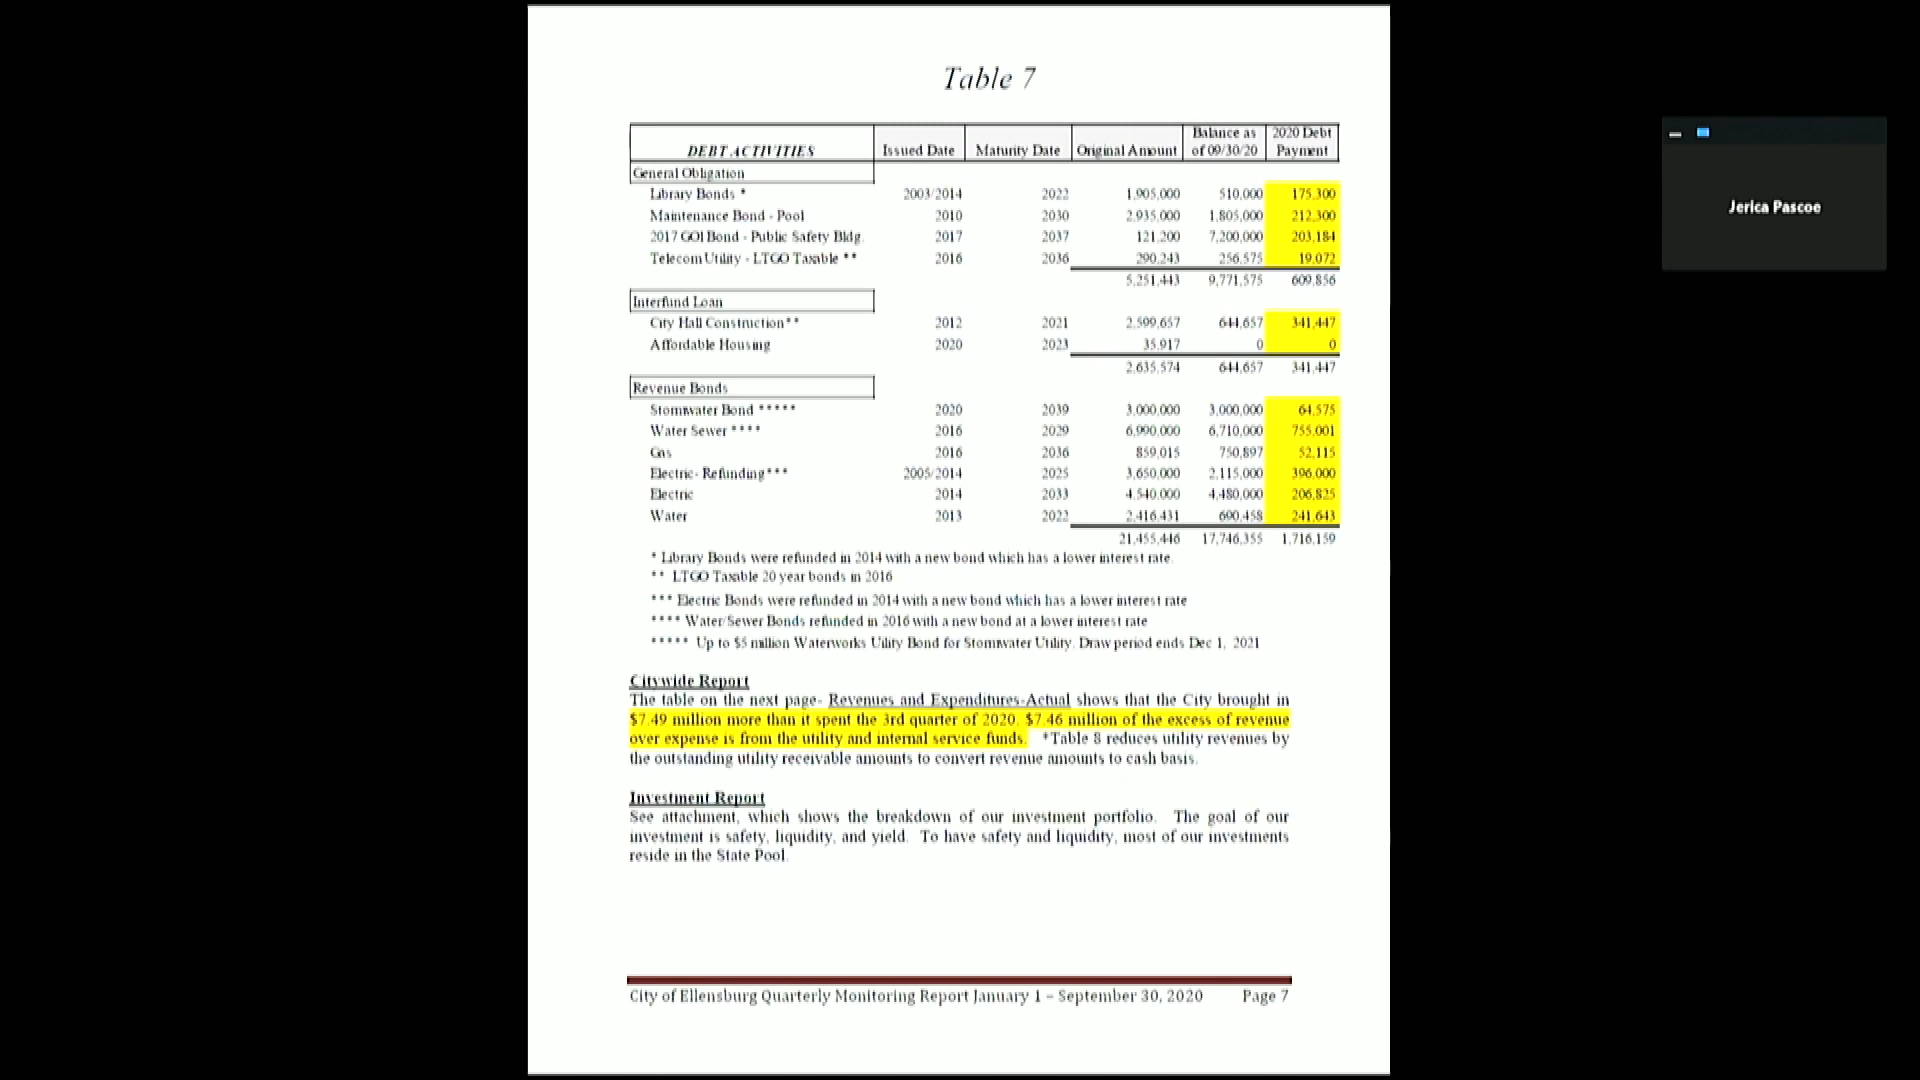 Table 7
DEBT ACTIVITIES Issued Date Maturity Date Original Amount Balance as of 09/30/20 2020 Debt Payment
General Obligation
Library Bonds * 2003/2014 2022 1,905,000 510,000 175,300
Maintenance Bond - Pool 2010 2030 2,935,000 1,805,000 212,300
2017 GOI Bond - Public Safety Bldg. 2017 2037 121,200 7,200,000 203,184
Telecom Utility - LTGO Taxable ** 2016 2036 290,243 256,575 19,072
5,251,443 9,771,575 609,856
Interfund Loan
City Hall Construction** 2012 2021 2,599,657 644,657 341,447
Affordable Housing 2020 2023 35,917 0 0
2,635,574 644,657 341,447
Revenue Bonds
Stormwater Bond ***** 2020 2039 3,000,000 3,000,000 64,575
Water Sewer **** 2016 2029 6,990,000 6,710,000 755,001
Gas 2016 2036 859,015 750,897 52,115
Electric- Refunding*** 2005/2014 2025 3,650,000 2,115,000 396,000
Electric 2014 2033 4,540,000 4,480,000 206,825
Water 2013 2022 2,416,431 690,458 241,643
21,455,446 17,746,355 1,716,159
* Library Bonds were refunded in 2014 with a new bond which has a lower interest rate.
** LTGO Taxable 20 year bonds in 2016
*** Electric Bonds were refunded in 2014 with a new bond which has a lower interest rate
**** Water/Sewer Bonds refunded in 2016 with a new bond at a lower interest rate
***** Up to $5 million Waterworks Uility Bond for Stormwater Utility. Draw period ends Dec 1, 2021
Citywide Report
The table on the next page- Revenues and Expenditures-Actual shows that the City brought in
$7.49 million more than it spent the 3rd quarter of 2020. $7.46 million of the excess of revenue
over expense is from the utility and internal service funds. *Table 8 reduces utility revenues by
the outstanding utility receivable amounts to convert revenue amounts to cash basis.
Investment Report
See attachment, which shows the breakdown of our investment portfolio. The goal of our
investment is safety, liquidity, and yield. To have safety and liquidity, most of our investments
reside in the State Pool.
City of Ellensburg Quarterly Monitoring Report January 1 – September 30, 2020 Page 7
Jerica Pascoe